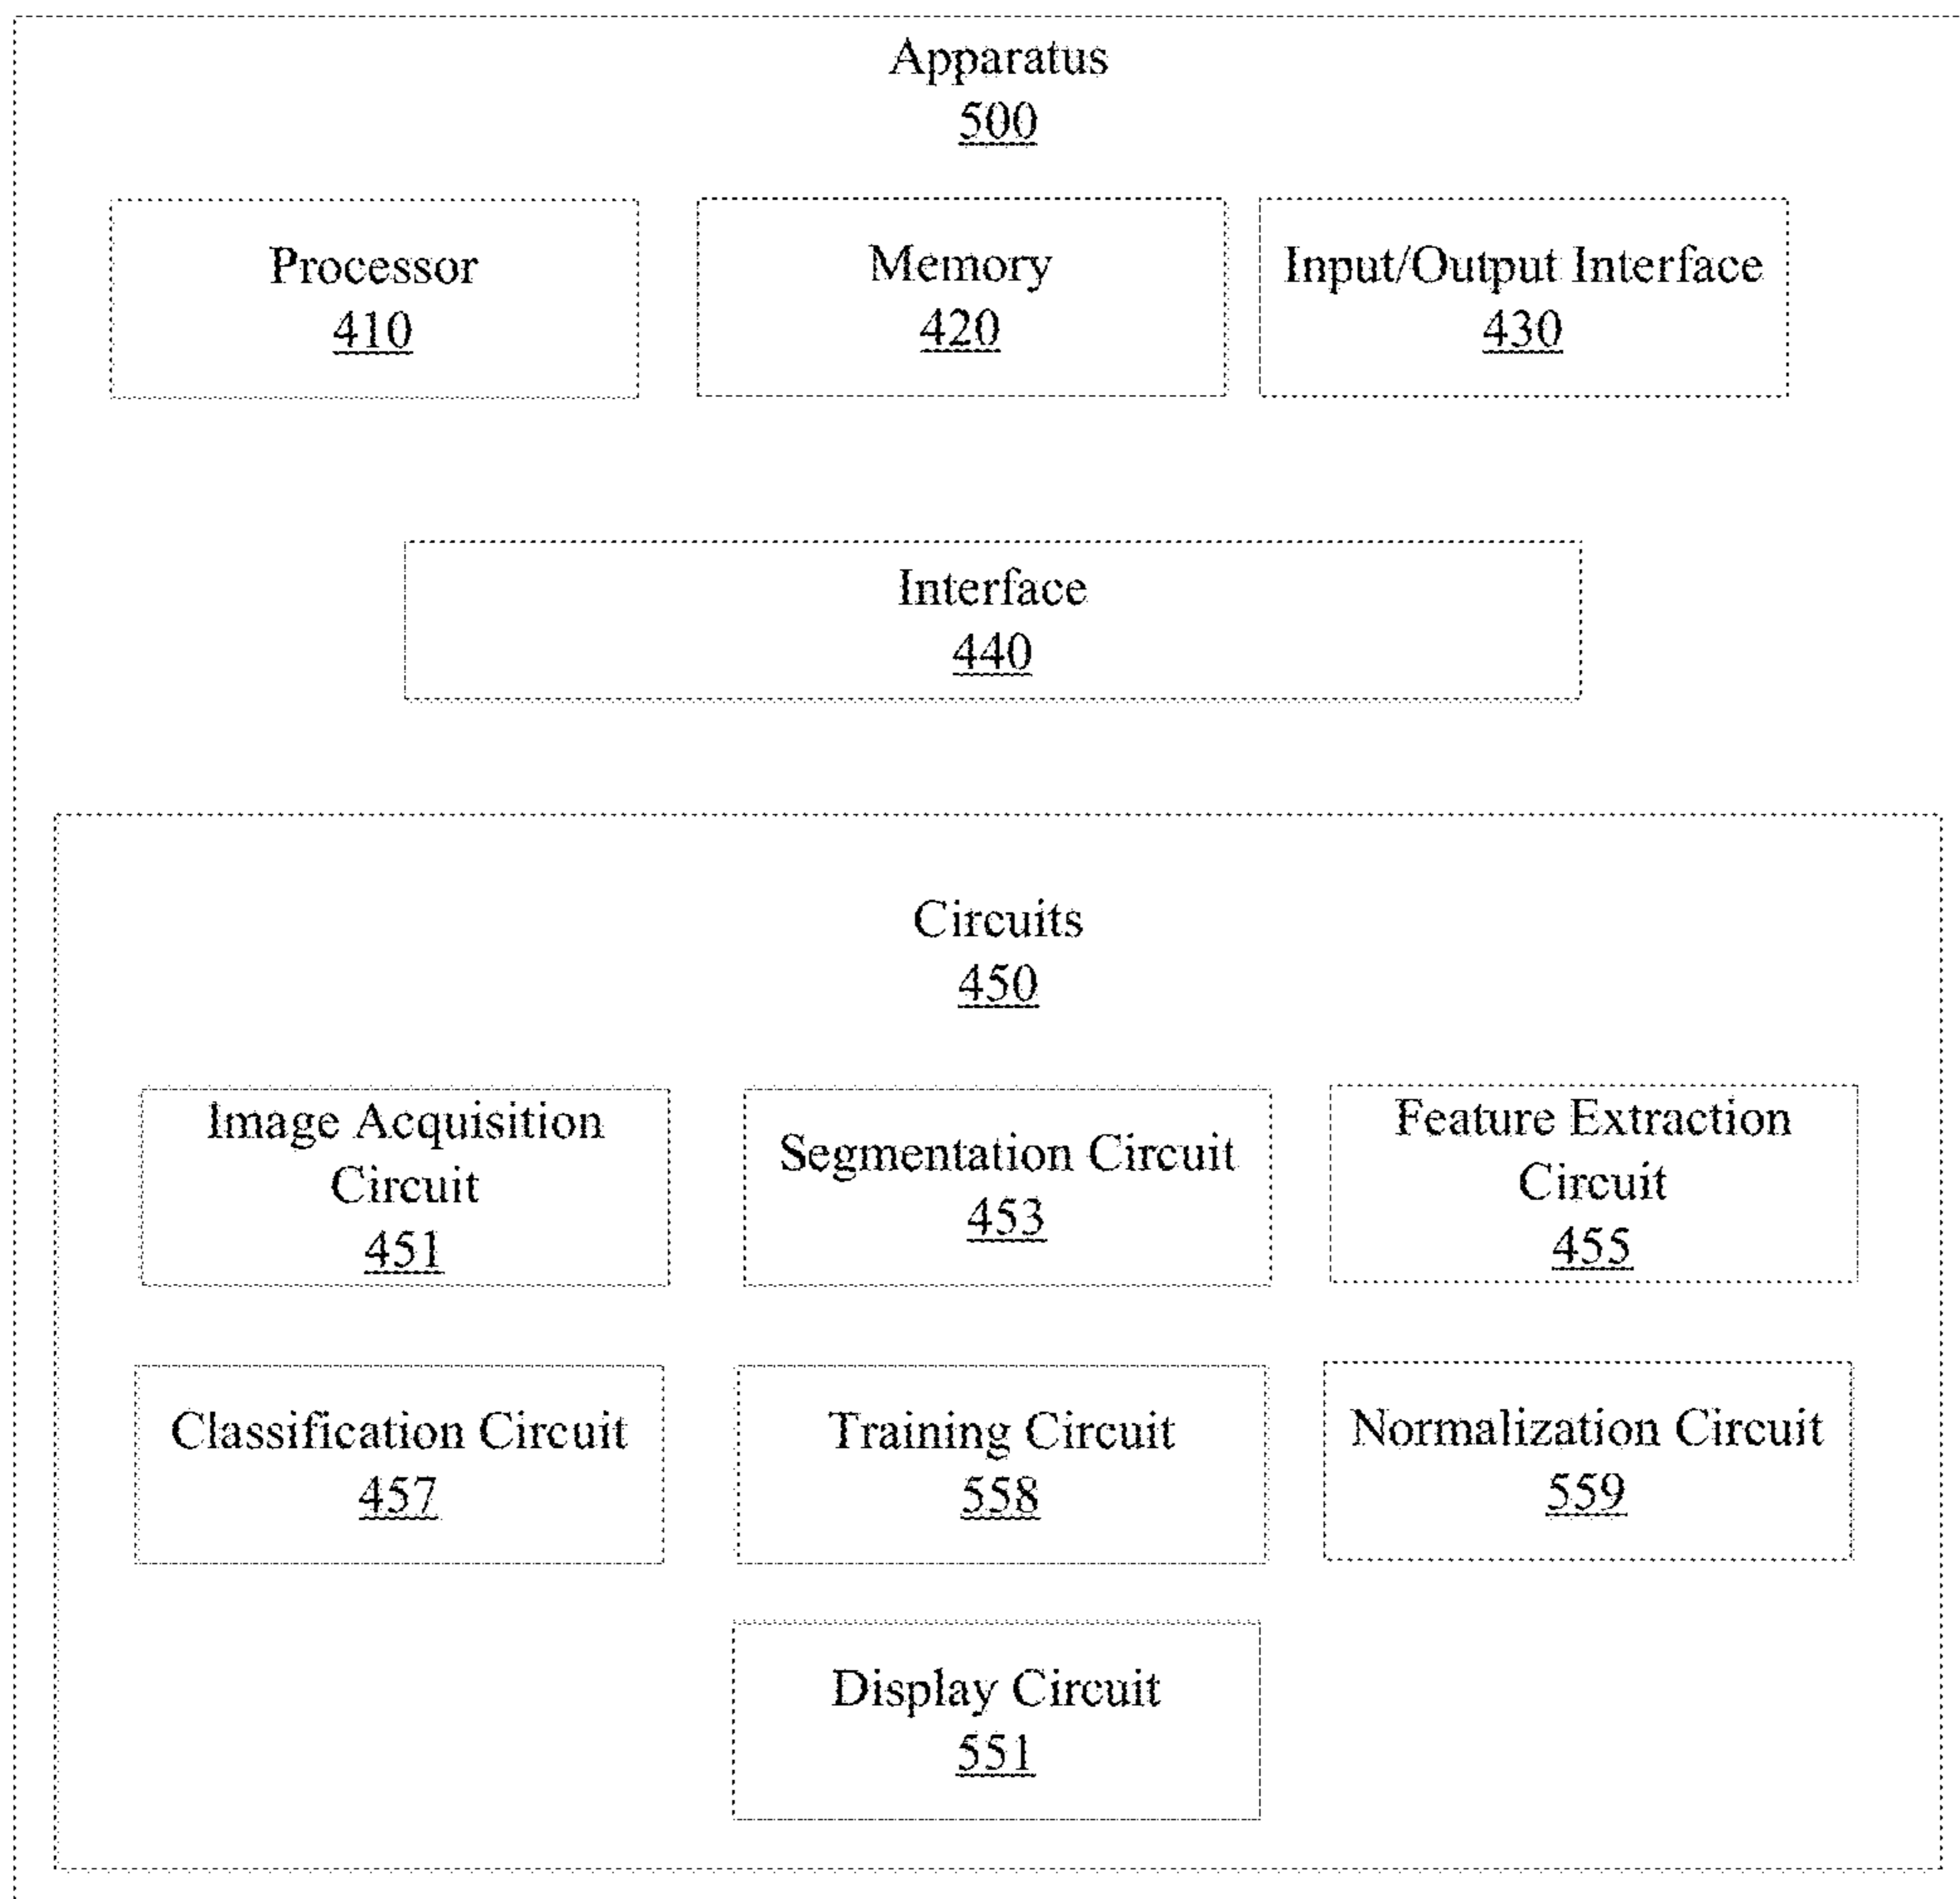 Apparatus
500
Processor
410
Memory
420
Input/Output Interface
430
Interface
440
Circuits
450
Image Acquisition
Circuit
451
Segmentation Circuit
453
Feature Extraction
Circuit
455
Classification Circuit
457
Training Circuit
558
Normalization Circuit
559
Display Circuit
551